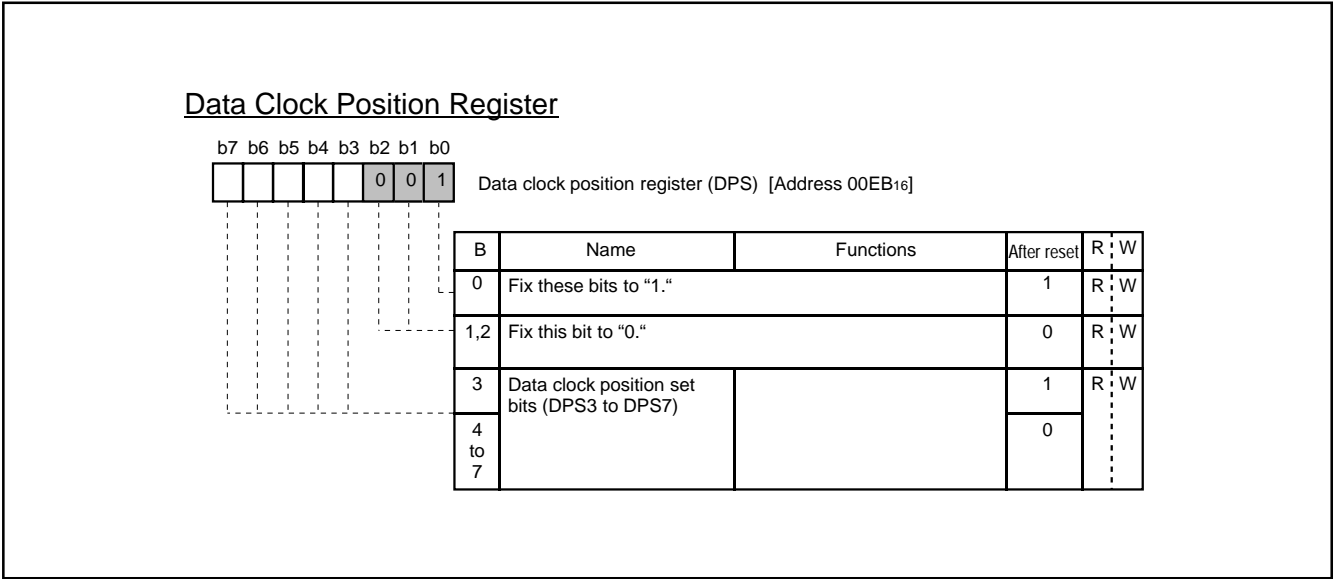 Data Clock Position Register
b7 b6 b5 b4 b3 b2 b1 b0
0 0 1
Data clock position register (DPS) [Address 00EB16]
B Name Functions After reset R W
0 Fix these bits to “1.“ 1 R W
1,2 Fix this bit to “0.“ 0 R W
3 Data clock position set 1 R W
bits (DPS3 to DPS7)
4 0
to
7